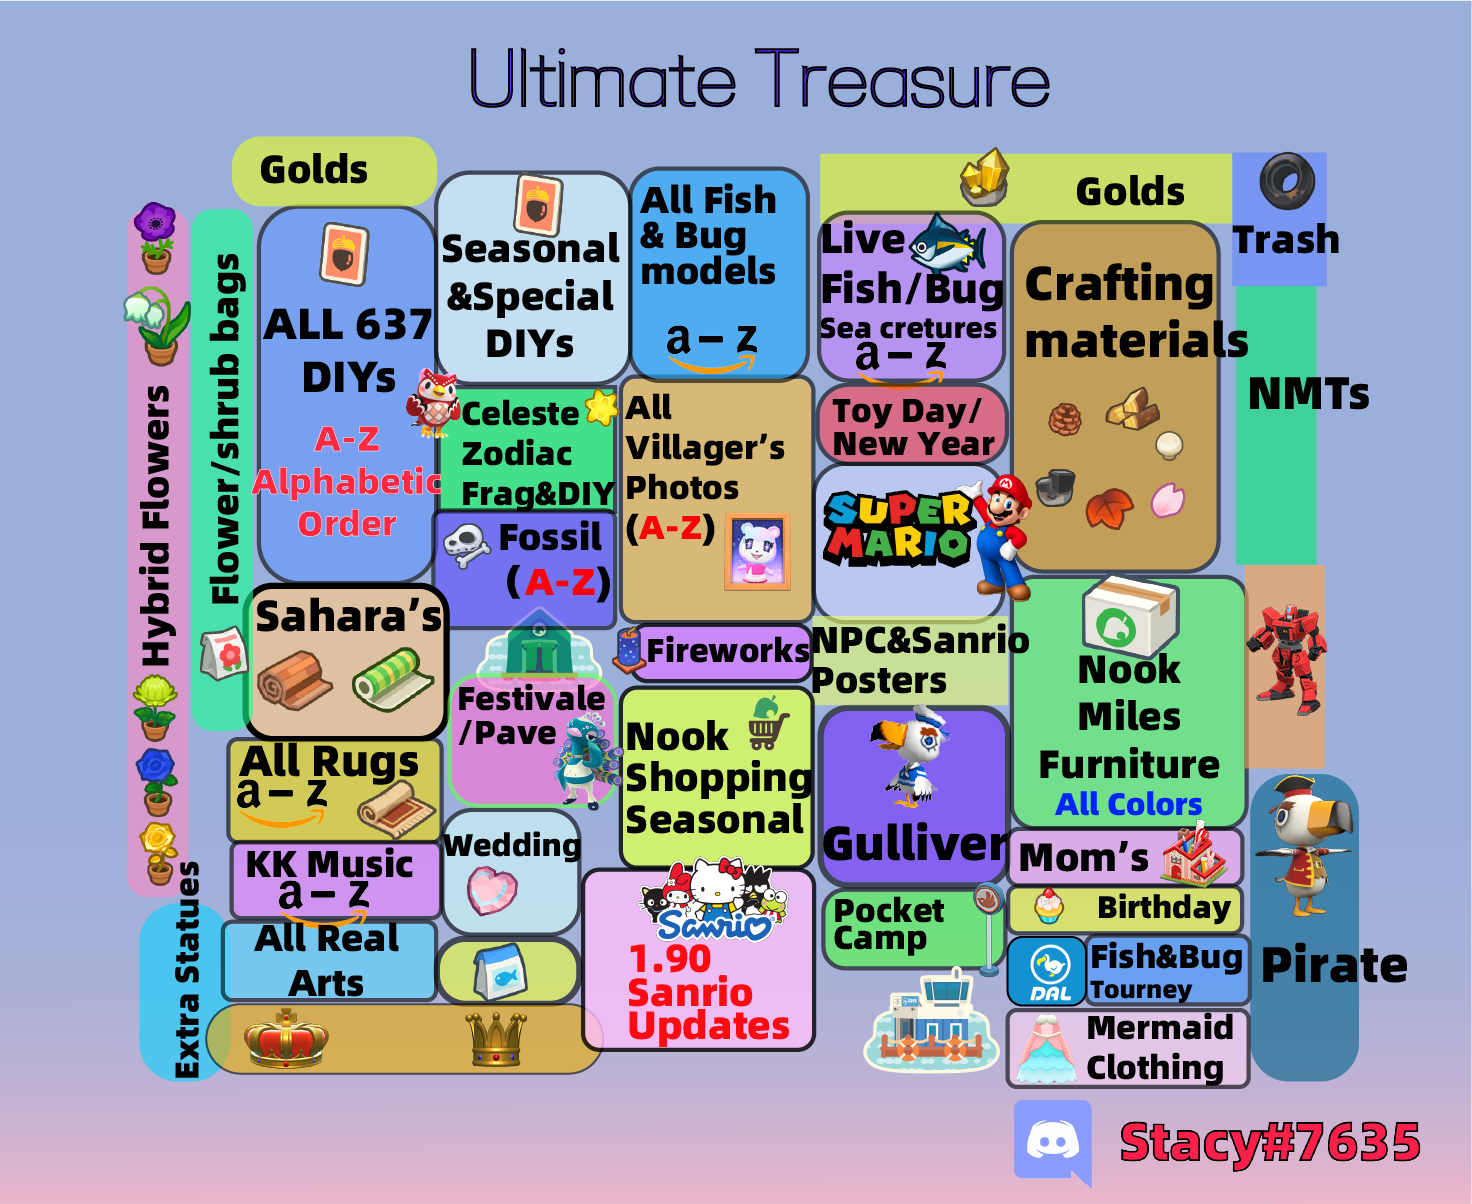 Ultimate Treasure
Golds
Hybrid Flowers
Flower/shrub bags
ALL 637
DIYs
A-Z
Alphabetic
Order
Seasonal
&Special
DIYs
All Fish
& Bug
models
a-z
Golds
Trash
Live
Fish/Bug
Sea cretures
a-z
Crafting
materials
NMTs
Celeste
Zodiac
Frag&DIY
All
Villager's
Photos
(A-Z)
Toy Day/
New Year
SUPER
MARIO
Fossil
(A-Z)
Sahara's
Fireworks
NPC&Sanrio
Posters
Nook
Miles
Furniture
All Colors
Festivale
/Pave
Nook
Shopping
Seasonal
Gulliver
All Rugs
a-z
KK Music
a-z
Wedding
Mom's
Birthday
Pirate
Extra Statues
All Real
Arts
Sanrio
1.90
Sanrio
Updates
Pocket
Camp
DAL
Fish&Bug
Tourney
Mermaid
Clothing
Stacy#7635